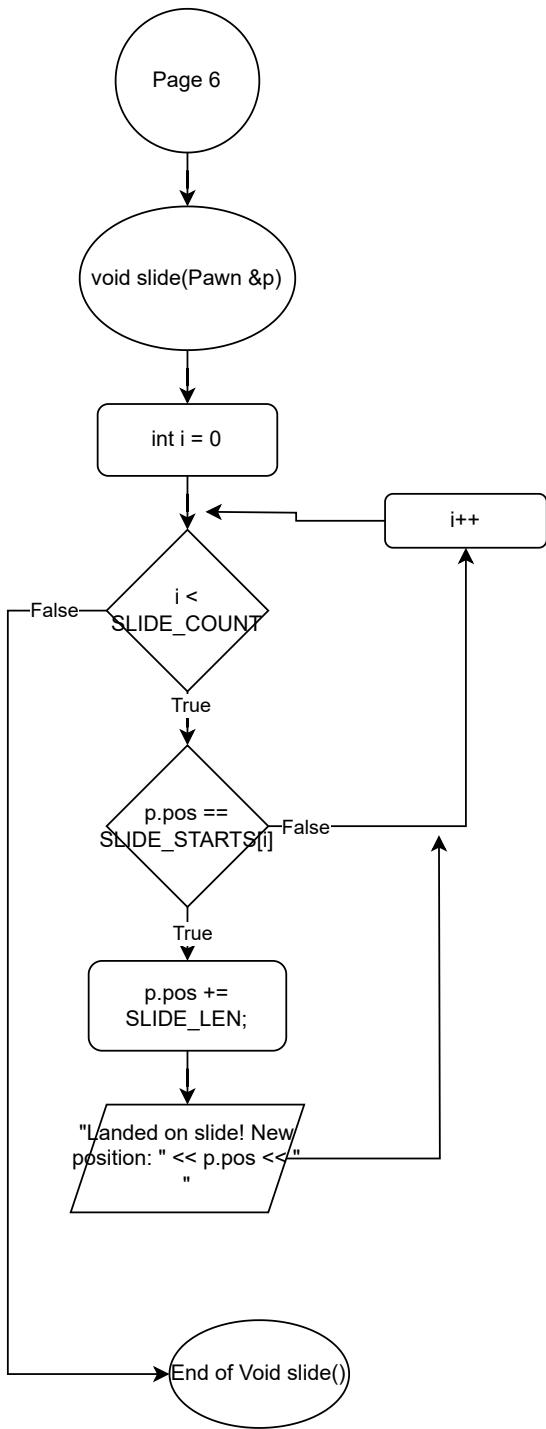 Page 6
void slide(Pawn &p)
int i = 0
i++
i <
SLIDE_COUNT
False
True
p.pos ==
SLIDE_STARTS[i]
False
True
p.pos +=
SLIDE_LEN;
"Landed on slide! New
position: " << p.pos << "
"
End of Void slide()